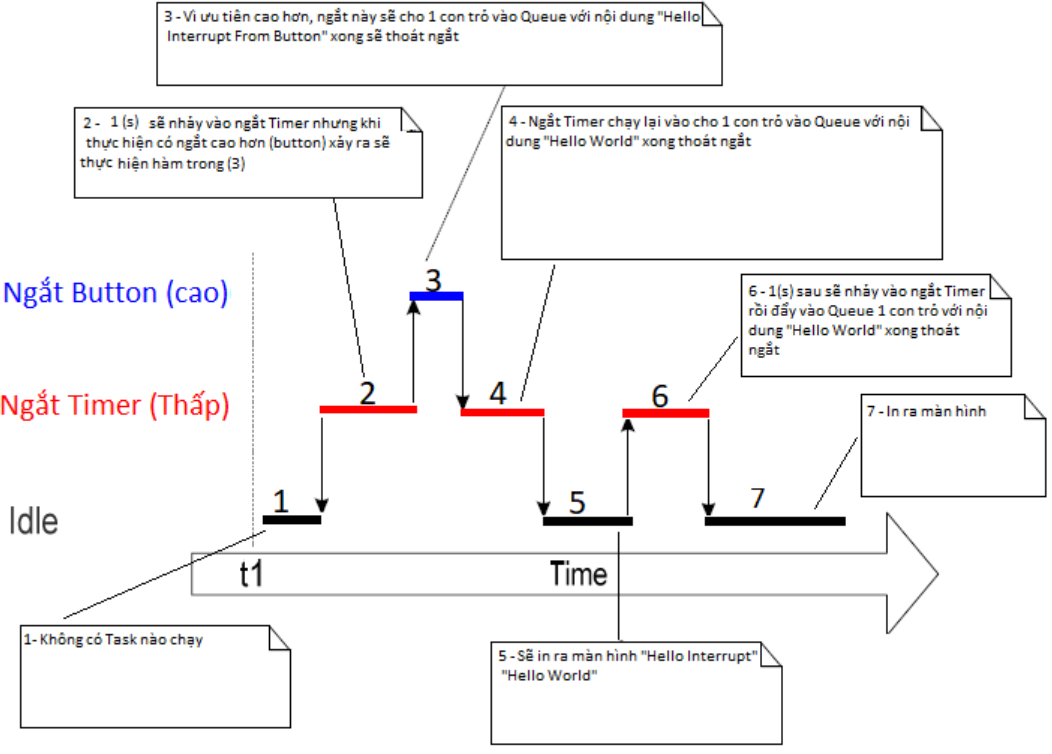 3 - Vì ưu tiên cao hơn, ngắt này sẽ cho 1 con trỏ vào Queue với nội dung "Hello
Interrupt From Button" xong sẽ thoát ngắt
2 - 1 (s) sẽ nhảy vào ngắt Timer nhưng khi
thực hiện có ngắt cao hơn (button) xảy ra sẽ
thực hiện hàm trong (3)
4 - Ngắt Timer chạy lại vào cho 1 con trỏ vào Queue với nội
dung "Hello World" xong thoát ngắt
Ngắt Button (cao)
3
6 - 1(s) sau sẽ nhảy vào ngắt Timer
rồi đẩy vào Queue 1 con trỏ với nội
dung "Hello World" xong thoát
ngắt
Ngắt Timer (Thấp)
2
4
6
7 - In ra màn hình
Idle
1
5
7
t1
Time
1- Không có Task nào chạy
5 - Sẽ in ra màn hình "Hello Interrupt"
"Hello World"